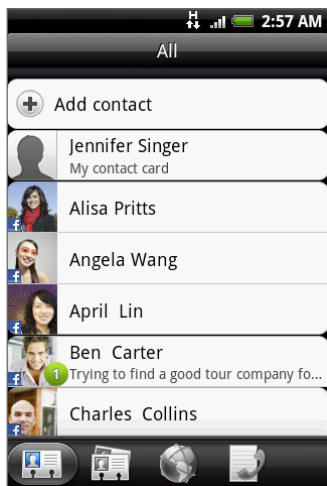 H 2:57 AM
All
Add contact
Jennifer Singer
My contact card
f
Alisa Pritts
f
Angela Wang
f
April Lin
f
Ben Carter
1
Trying to find a good tour company fo...
f
Charles Collins